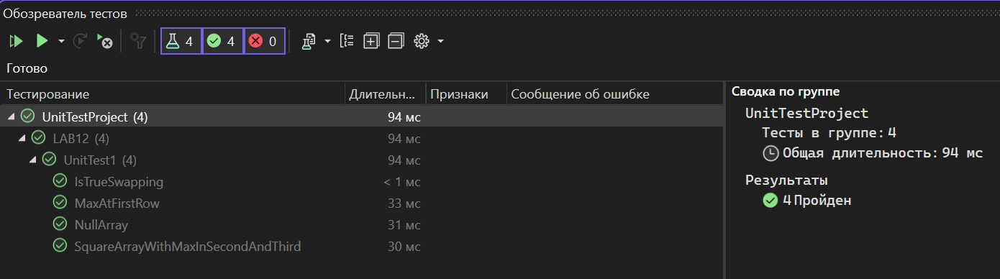 Обозреватель тестов
4 4 0
Готово
Тестирование Длительн... Признаки Сообщение об ошибке
UnitTestProject (4) 94 мс
LAB12 (4) 94 мс
UnitTest1 (4) 94 мс
IsTrueSwapping < 1 мс
MaxAtFirstRow 33 мс
NullArray 31 мс
SquareArrayWithMaxInSecondAndThird 30 мс
Сводка по группе
UnitTestProject
Тесты в группе: 4
Общая длительность: 94 мс
Результаты
4 Пройден